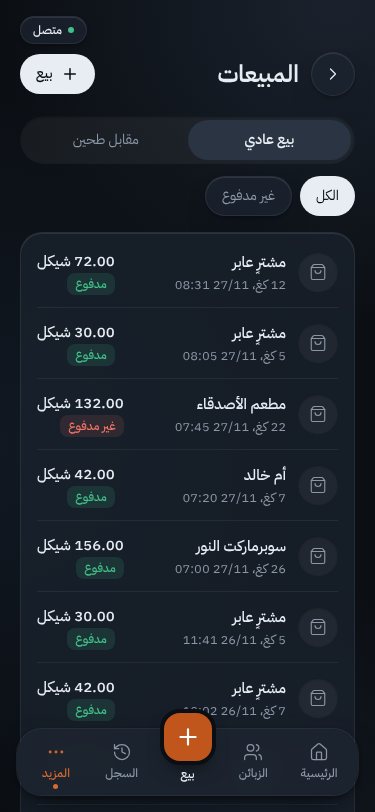 متصل
المبيعات
بيع
بيع عادي
مقابل طحين
الكل
غير مدفوع
مشترٍ عابر
72.00 شيكل
12 كغ، 27/11 08:31
مدفوع
مشترٍ عابر
30.00 شيكل
5 كغ، 27/11 08:05
مدفوع
مطعم الأصدقاء
132.00 شيكل
22 كغ، 27/11 07:45
غير مدفوع
أم خالد
42.00 شيكل
7 كغ، 27/11 07:20
مدفوع
سوبرماركت النور
156.00 شيكل
26 كغ، 27/11 07:00
مدفوع
مشترٍ عابر
30.00 شيكل
5 كغ، 26/11 11:41
مدفوع
مشترٍ عابر
42.00 شيكل
7 كغ، 26/11
مدفوع
الرئيسية
الزبائن
بيع
السجل
المزيد